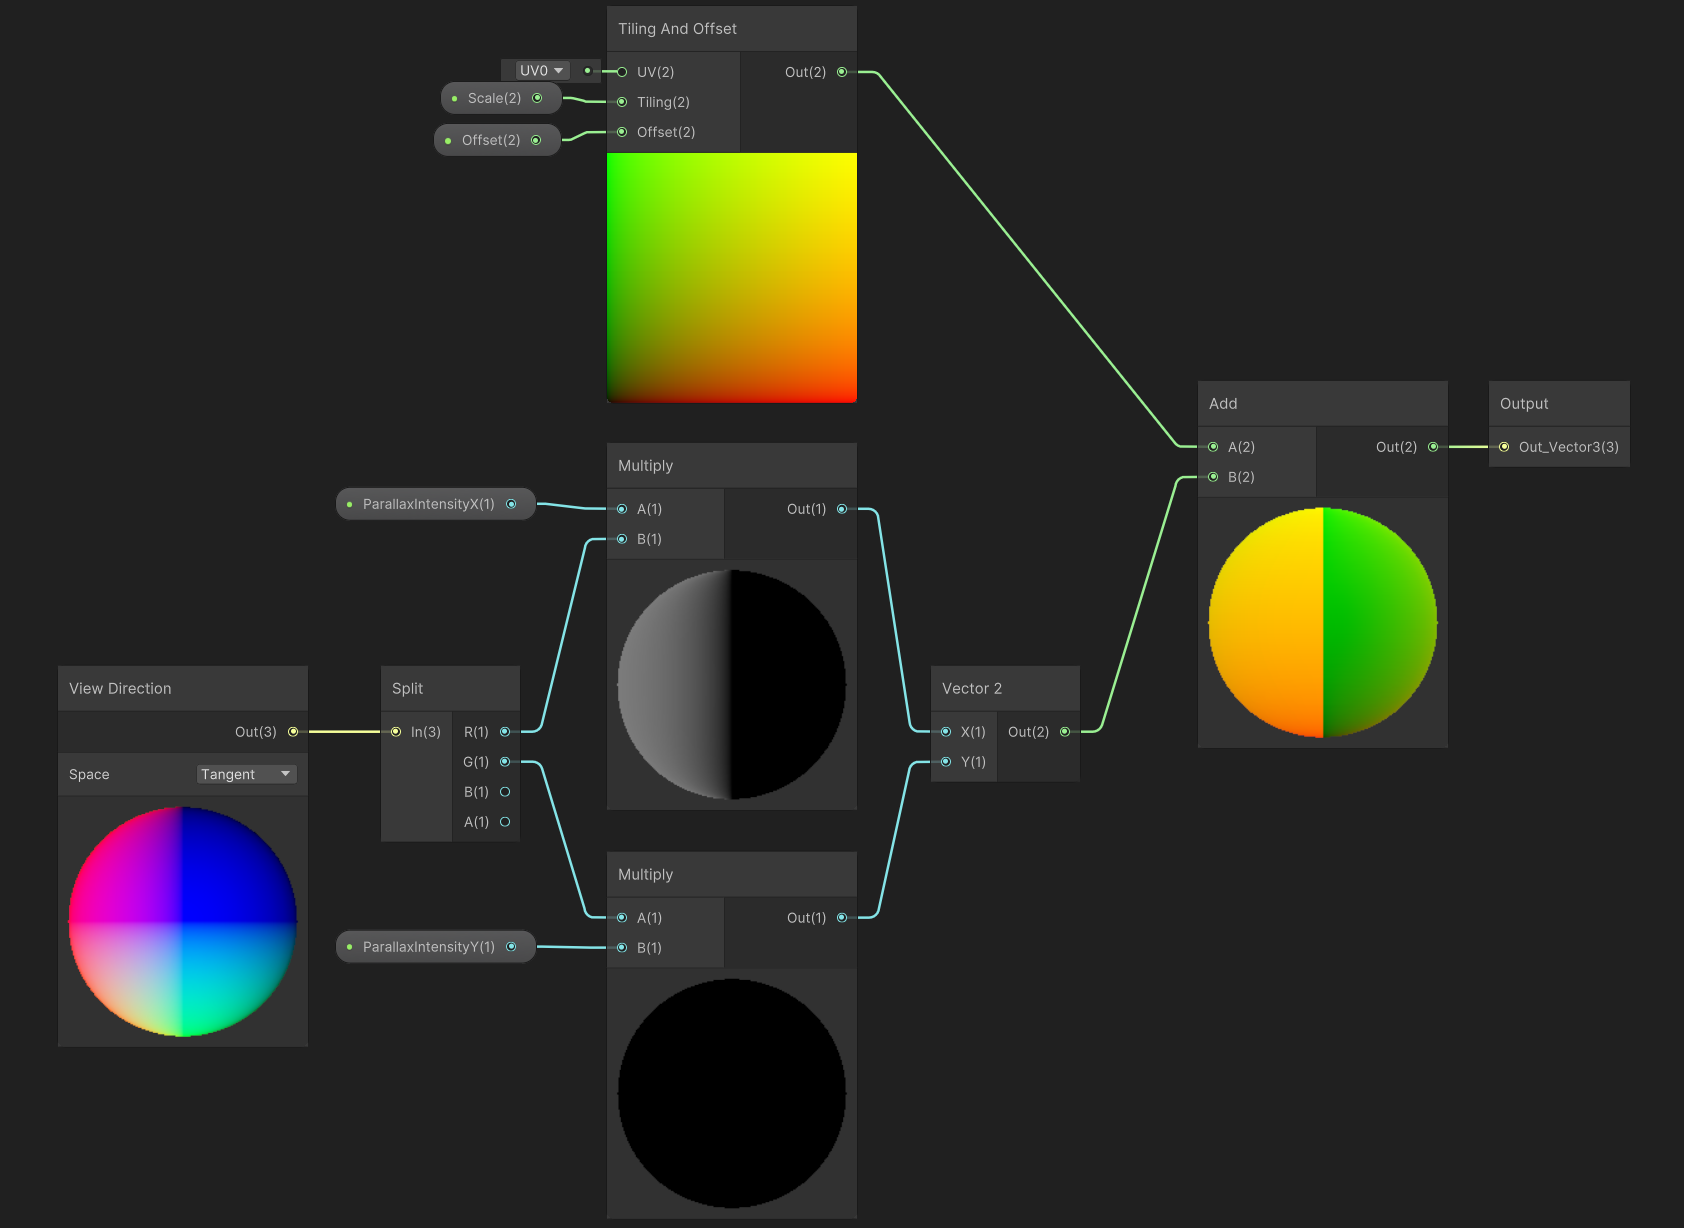 Tiling And Offset
UV0
UV(2)
Out(2)
Scale(2)
Tiling(2)
Offset(2)
Offset(2)
Add
Output
A(2)
Out(2)
Out_Vector3(3)
B(2)
Multiply
ParallaxIntensityX(1)
A(1)
Out(1)
B(1)
View Direction
Out(3)
Space
Tangent
Split
In(3)
R(1)
G(1)
B(1)
A(1)
Vector 2
X(1)
Out(2)
Y(1)
Multiply
A(1)
Out(1)
ParallaxIntensityY(1)
B(1)